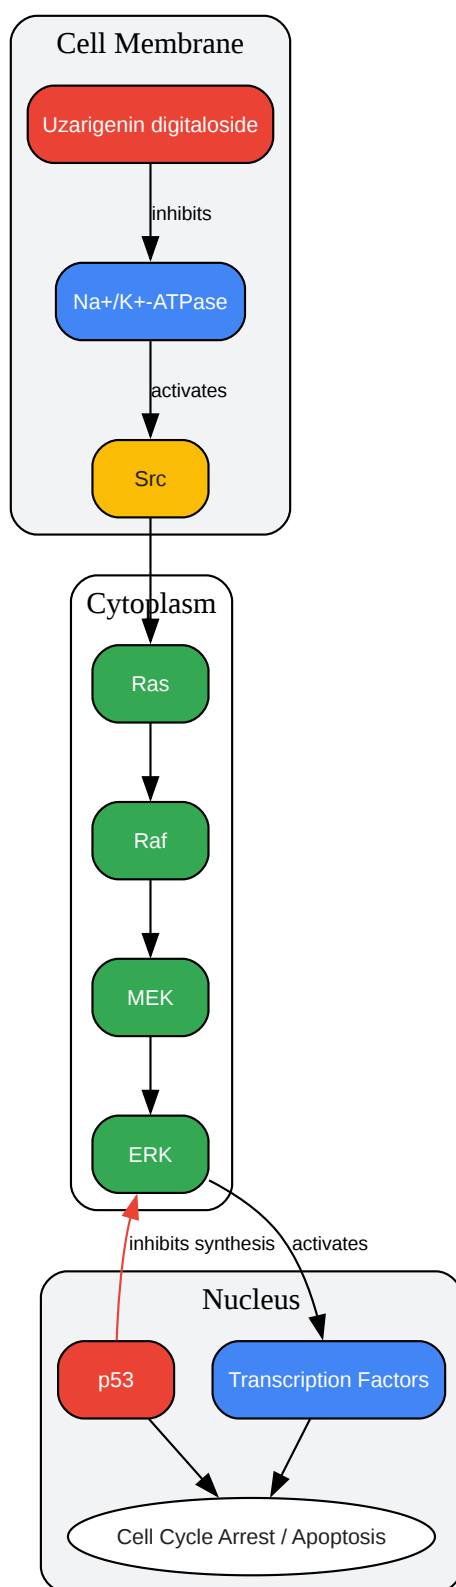 Cell Membrane
Uzarigenin digitaloside
inhibits
Na+/K+-ATPase
activates
Src
Cytoplasm
Ras
Raf
MEK
ERK
inhibits synthesis
activates
Nucleus
p53
Transcription Factors
Cell Cycle Arrest / Apoptosis